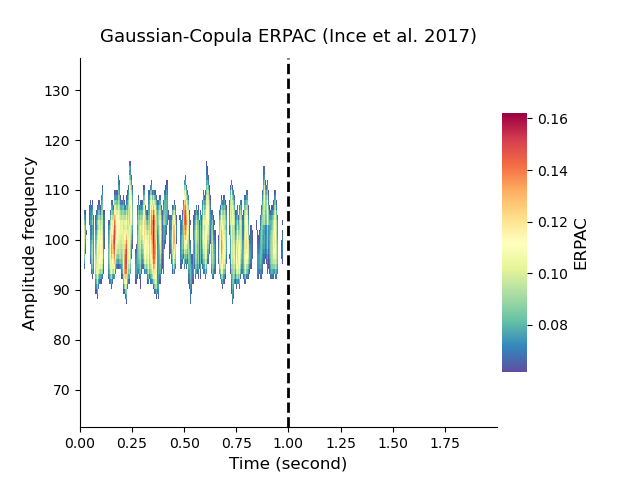 Gaussian-Copula ERPAC (Ince et al. 2017)
130
120
110
100
90
80
70
Amplitude frequency
0.00 0.25 0.50 0.75 1.00 1.25 1.50 1.75
Time (second)
0.16
0.14
0.12
0.10
0.08
ERPAC